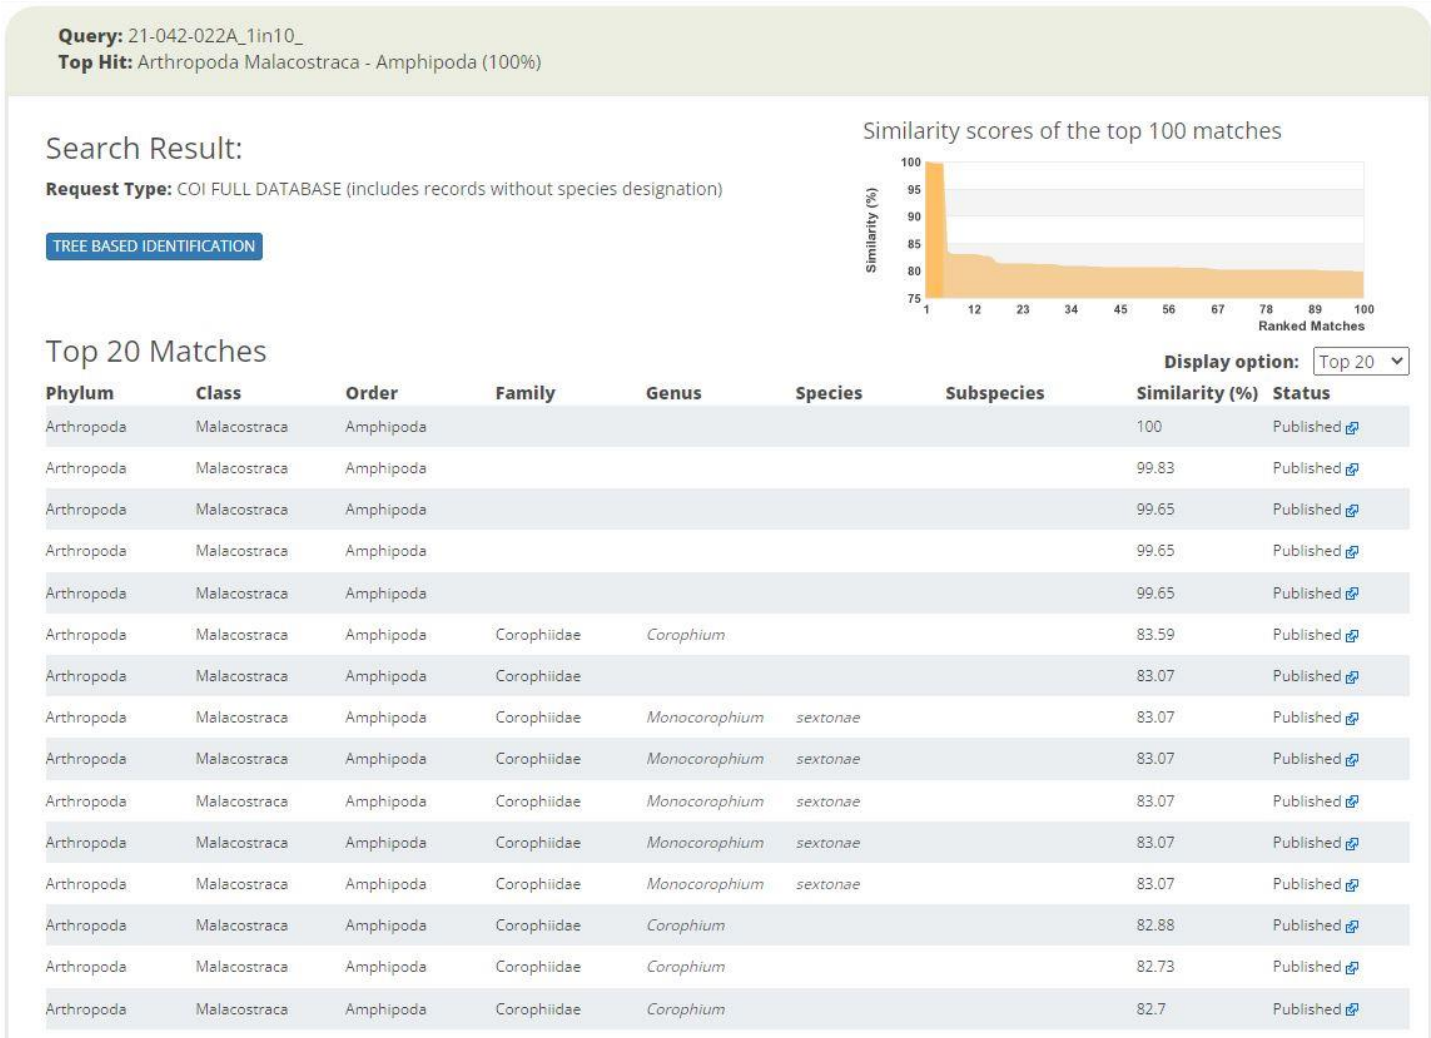 Query: 21-042-022A_1in10_
Top Hit: Arthropoda Malacostraca - Amphipoda (100%)
Search Result:
Request Type: COI FULL DATABASE (includes records without species designation)
TREE BASED IDENTIFICATION
Similarity scores of the top 100 matches
Similarity (%)
100
95
90
85
80
75
1 12 23 34 45 56 67 78 89 100
Ranked Matches
Top 20 Matches
Display option: Top 20
Phylum Class Order Family Genus Species Subspecies Similarity (%) Status
Arthropoda Malacostraca Amphipoda 100 Published
Arthropoda Malacostraca Amphipoda 99.83 Published
Arthropoda Malacostraca Amphipoda 99.65 Published
Arthropoda Malacostraca Amphipoda 99.65 Published
Arthropoda Malacostraca Amphipoda 99.65 Published
Arthropoda Malacostraca Amphipoda Corophiidae Corophium 83.59 Published
Arthropoda Malacostraca Amphipoda Corophiidae 83.07 Published
Arthropoda Malacostraca Amphipoda Corophiidae Monocorophium sextonae 83.07 Published
Arthropoda Malacostraca Amphipoda Corophiidae Monocorophium sextonae 83.07 Published
Arthropoda Malacostraca Amphipoda Corophiidae Monocorophium sextonae 83.07 Published
Arthropoda Malacostraca Amphipoda Corophiidae Monocorophium sextonae 83.07 Published
Arthropoda Malacostraca Amphipoda Corophiidae Monocorophium sextonae 83.07 Published
Arthropoda Malacostraca Amphipoda Corophiidae Corophium 82.88 Published
Arthropoda Malacostraca Amphipoda Corophiidae Corophium 82.73 Published
Arthropoda Malacostraca Amphipoda Corophiidae Corophium 82.7 Published